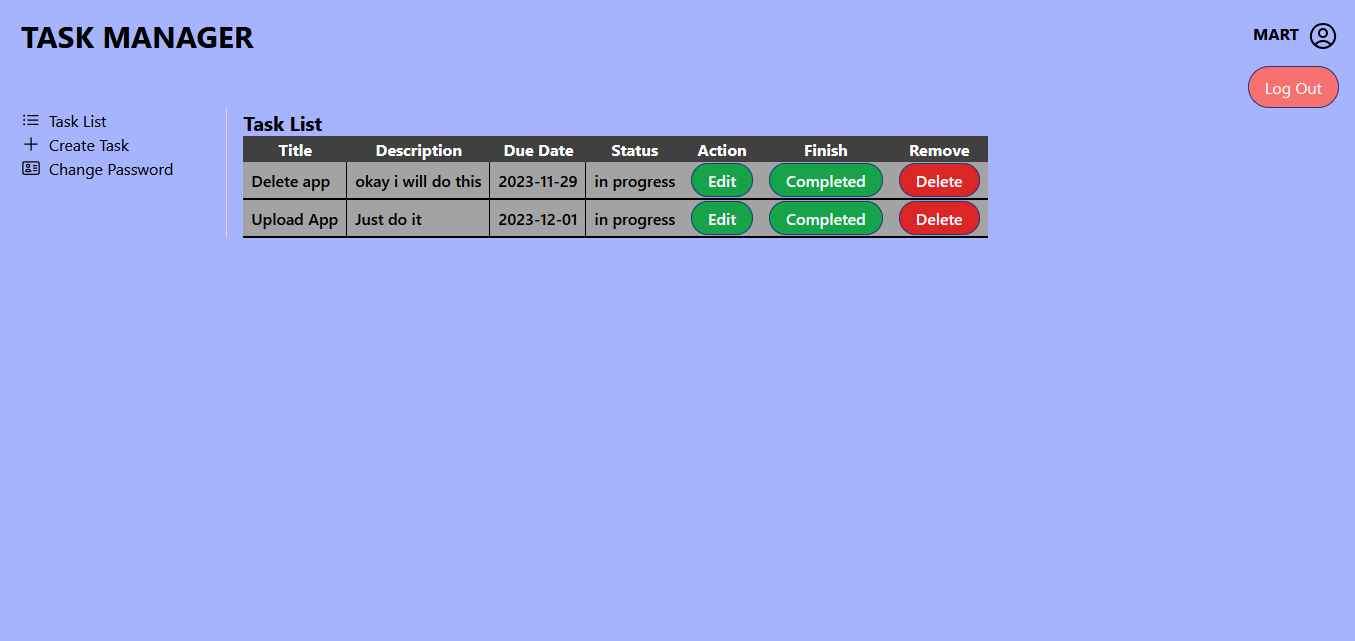 TASK MANAGER
MART
Log Out
Task List
Create Task
Change Password
Task List
Title Description Due Date Status Action Finish Remove
Delete app okay i will do this 2023-11-29 in progress Edit Completed Delete
Upload App Just do it 2023-12-01 in progress Edit Completed Delete